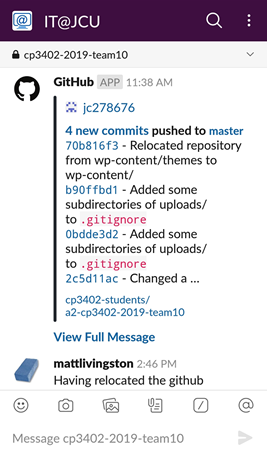 IT@JCU
cp3402-2019-team10
GitHub APP 11:38 AM
jc278676
4 new commits pushed to master
70b816f3 - Relocated repository
from wp-content/themes to
wp-content/
b90ffbd1 - Added some
subdirectories of uploads/
to .gitignore
0bdde3d2 - Added some
subdirectories of uploads/
to .gitignore
2c5d11ac - Changed a ...
cp3402-students/
a2-cp3402-2019-team10
View Full Message
mattlivingston 2:46 PM
Having relocated the github
Message cp3402-2019-team10